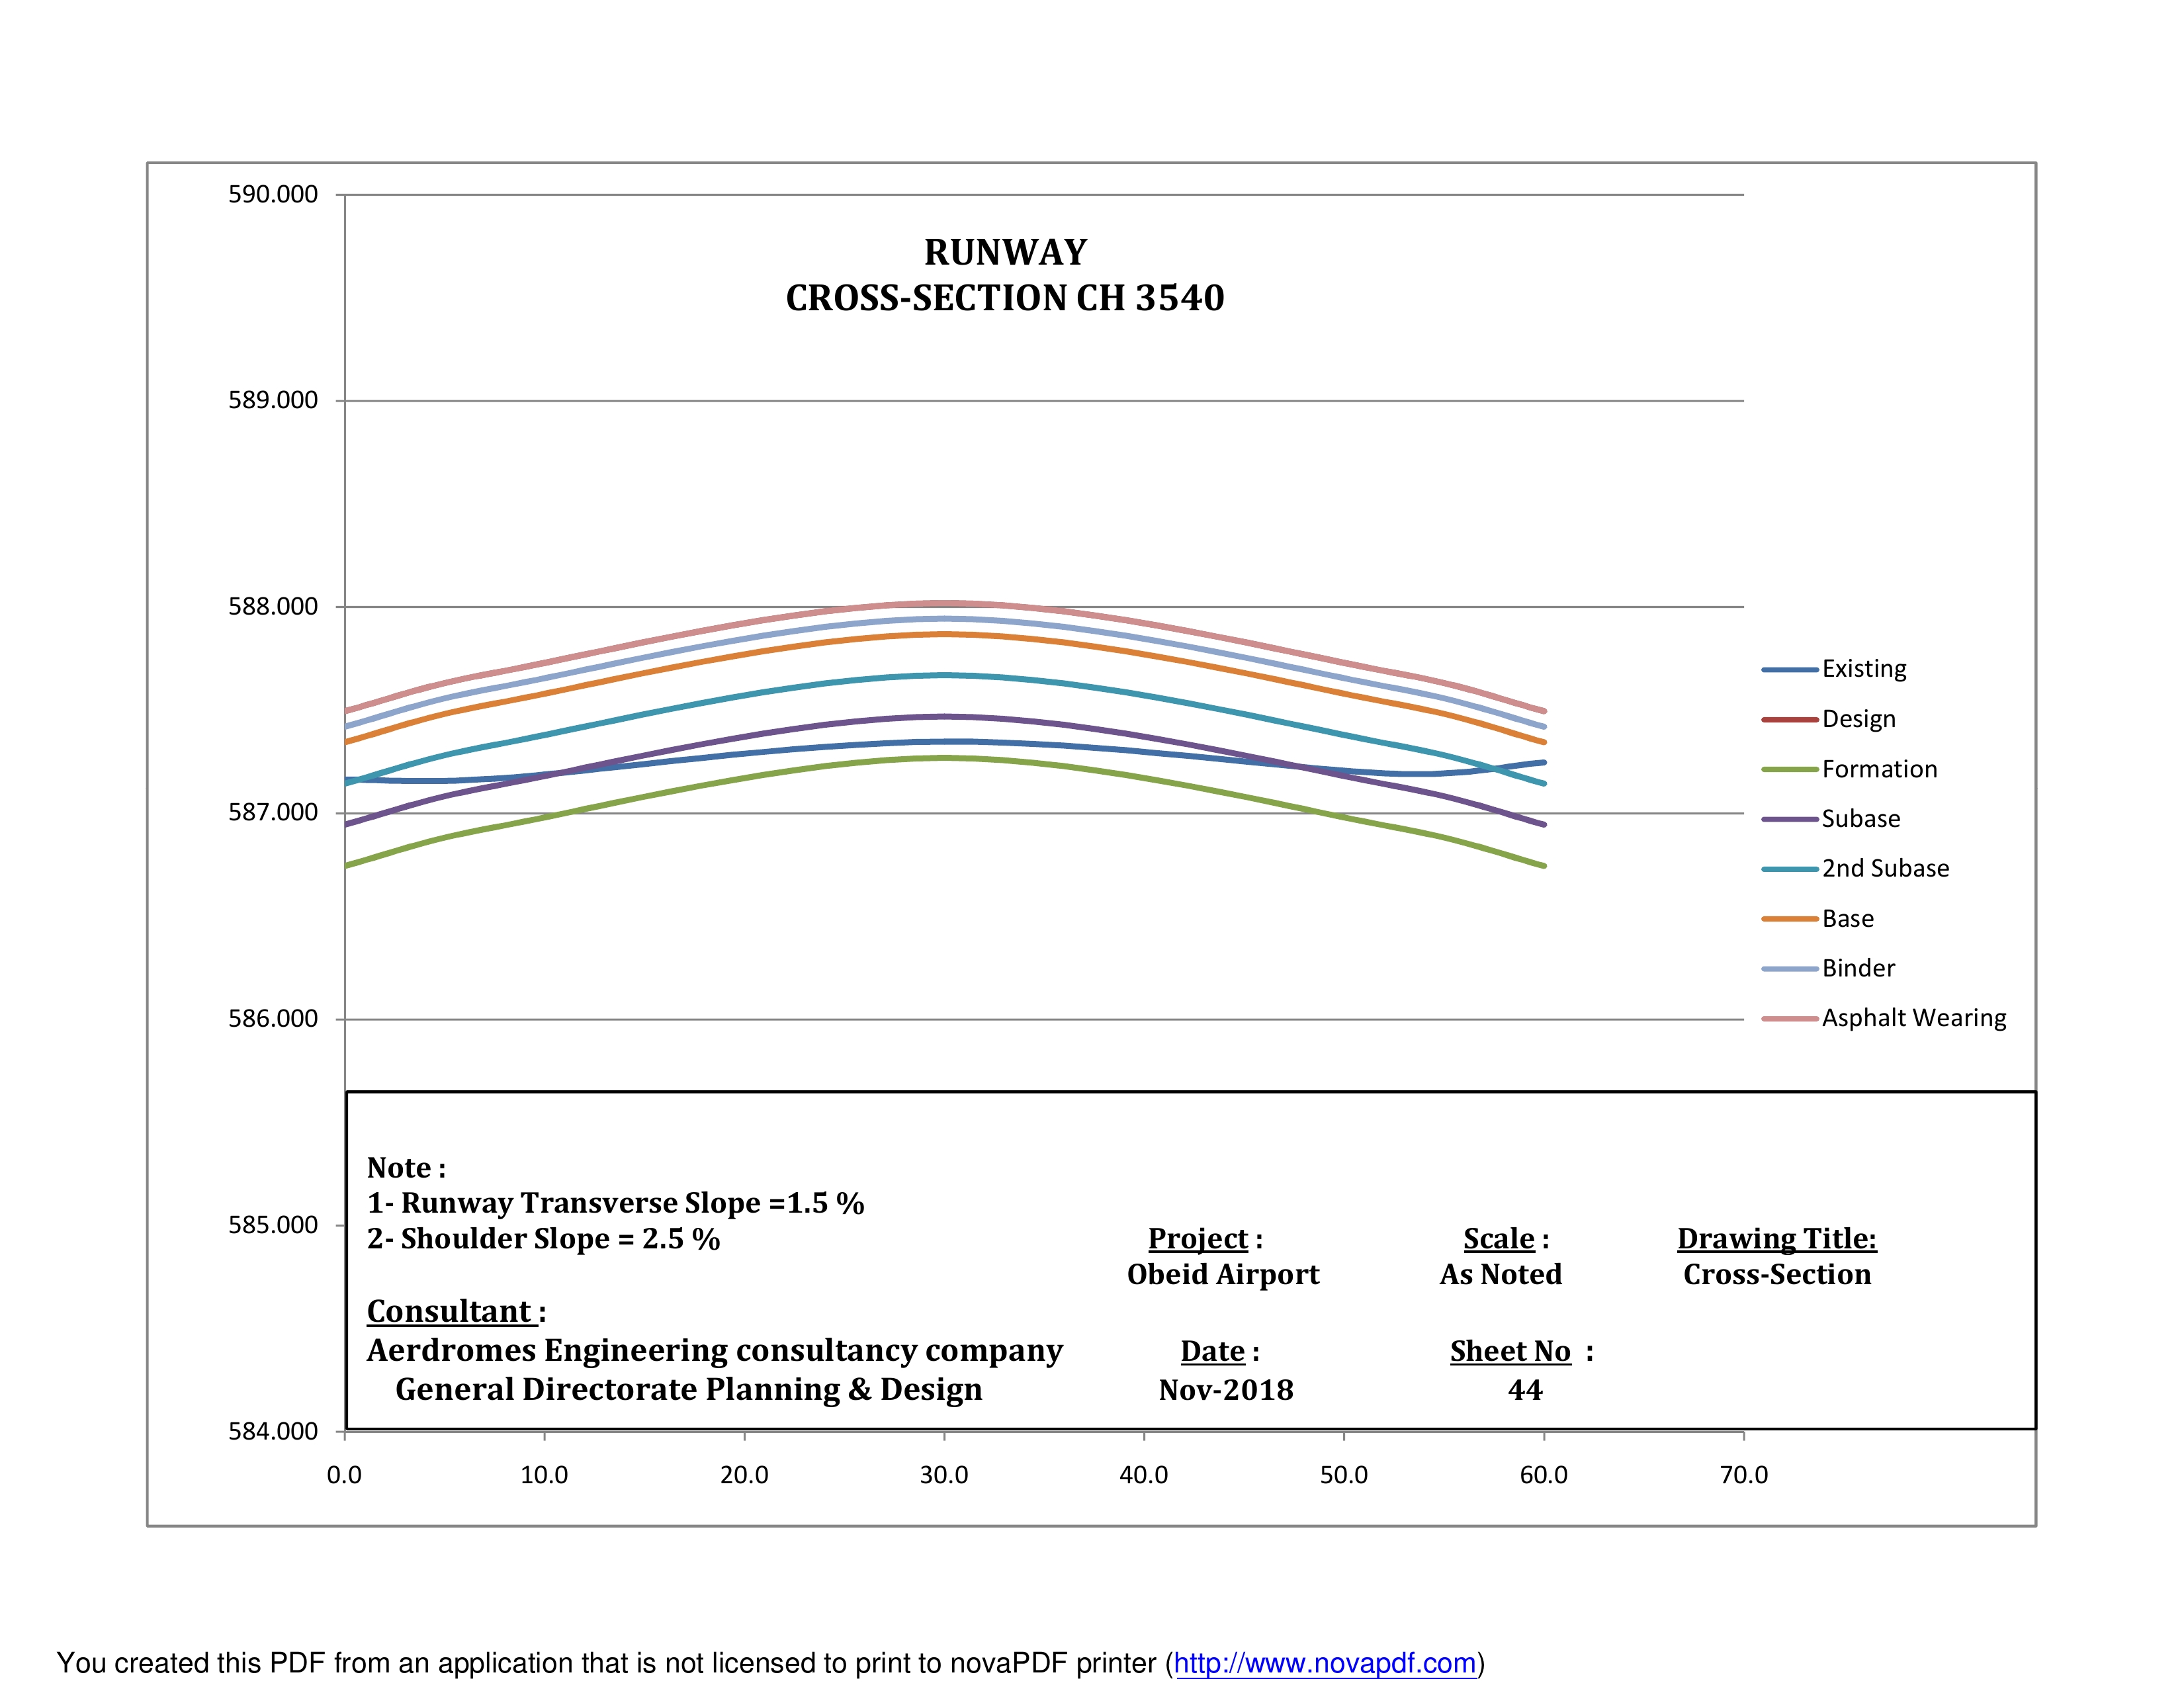 590.000
RUNWAY
CROSS-SECTION CH 3540
589.000
588.000
Existing
Design
Formation
587.000
Subase
2nd Subase
Base
Binder
586.000
Asphalt Wearing
Note :
1- Runway Transverse Slope =1.5 %
585.000
2- Shoulder Slope = 2.5 %
Project : Scale : Drawing Title:
Obeid Airport As Noted Cross-Section
Consultant :
Aerdromes Engineering consultancy company Date : Sheet No :
General Directorate Planning & Design Nov-2018 44
584.000
0.0 10.0 20.0 30.0 40.0 50.0 60.0 70.0
You created this PDF from an application that is not licensed to print to novaPDF printer (http://www.novapdf.com)